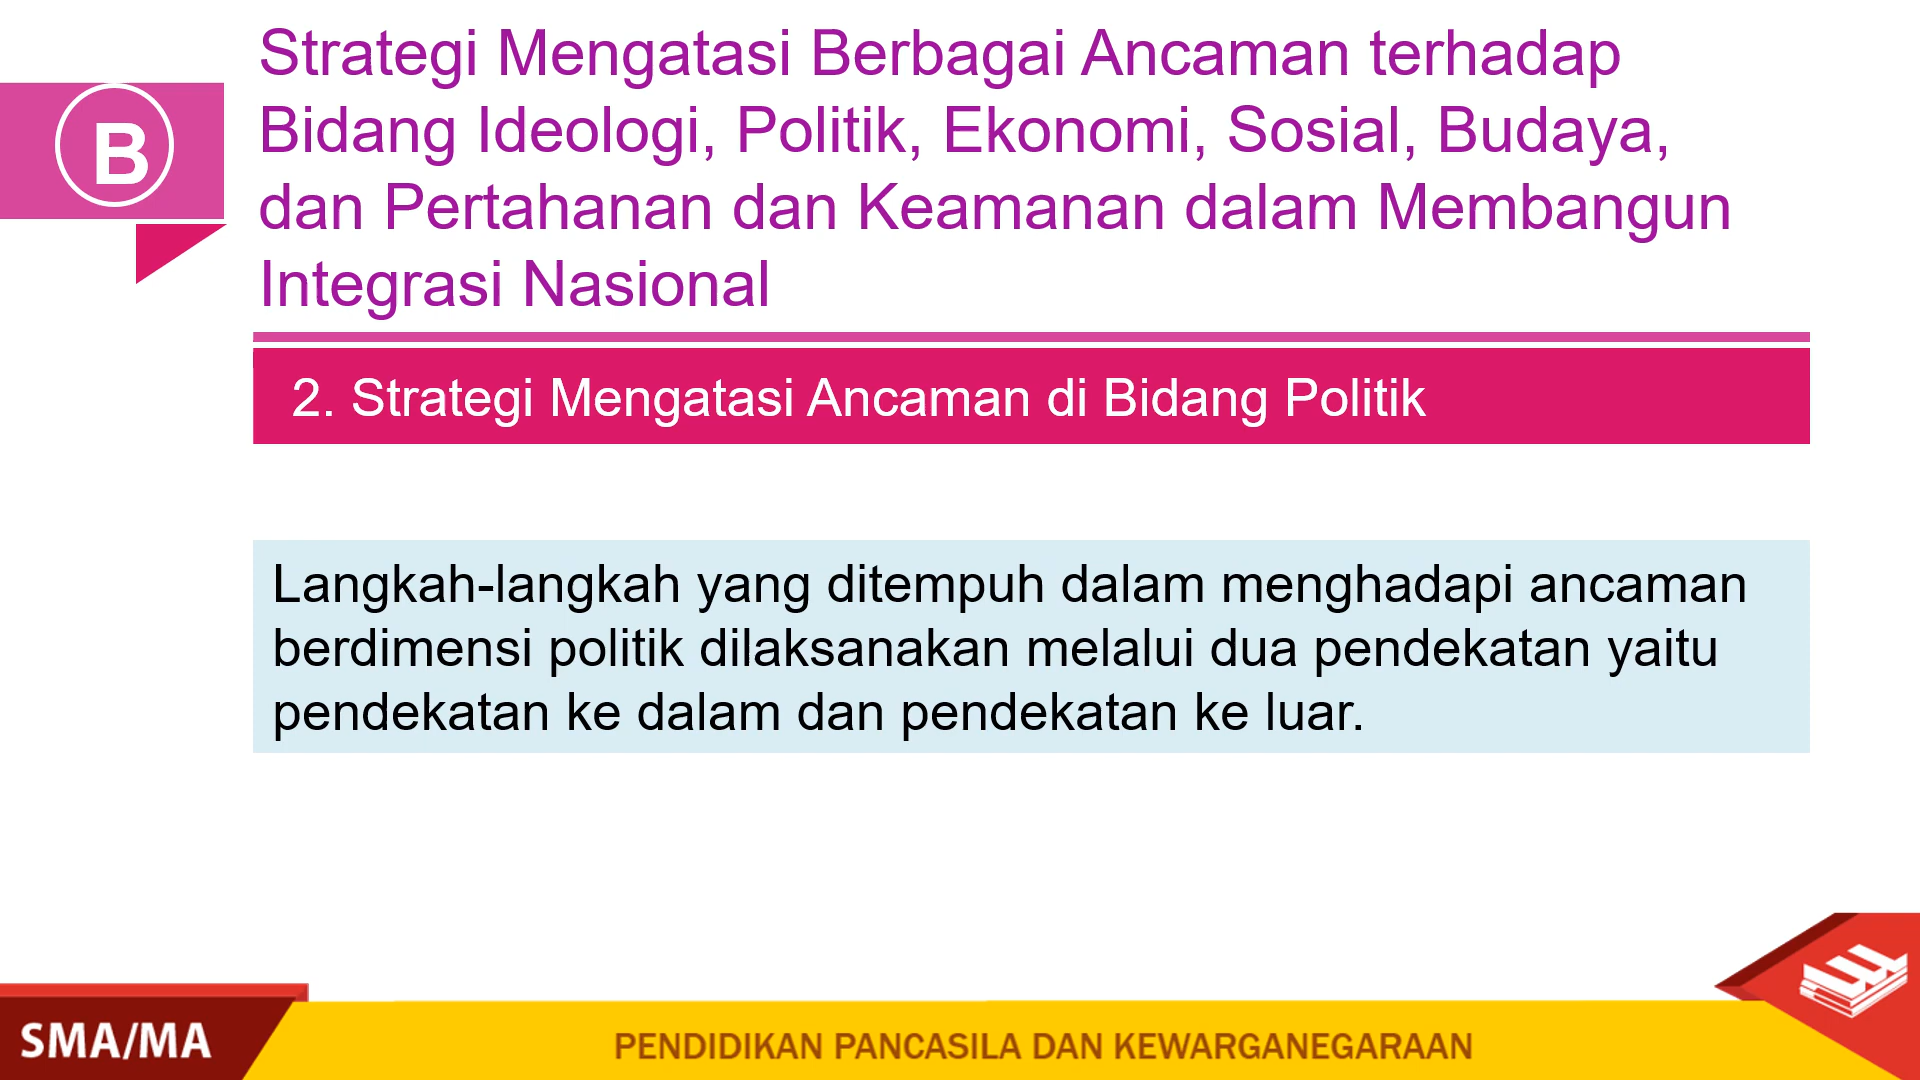 B
Strategi Mengatasi Berbagai Ancaman terhadap
Bidang Ideologi, Politik, Ekonomi, Sosial, Budaya,
dan Pertahanan dan Keamanan dalam Membangun
Integrasi Nasional
2. Strategi Mengatasi Ancaman di Bidang Politik
Langkah-langkah yang ditempuh dalam menghadapi ancaman
berdimensi politik dilaksanakan melalui dua pendekatan yaitu
pendekatan ke dalam dan pendekatan ke luar.
SMA/MA
PENDIDIKAN PANCASILA DAN KEWARGANEGARAAN